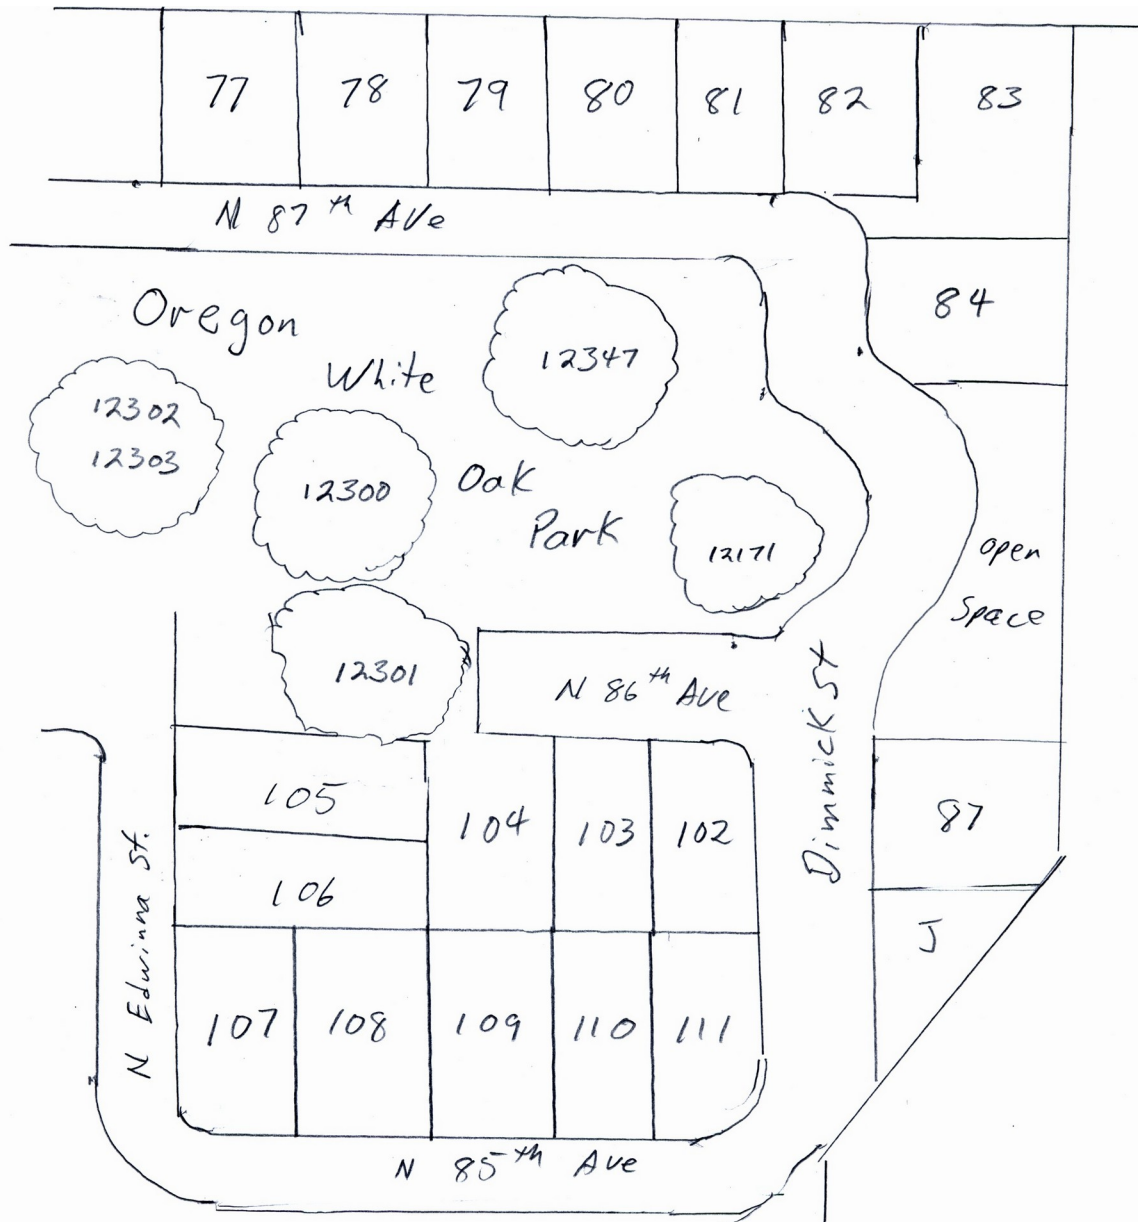 77 78 79 80 81 82 83
N 87th Ave
84
Oregon
White
Oak
Park
12347
12302
12303
12300
12171
12301
open
Space
N 86th Ave
Dimmick St
105
104
103
102
87
106
J
N Edwinna St.
107
108
109
110
111
N 85th Ave